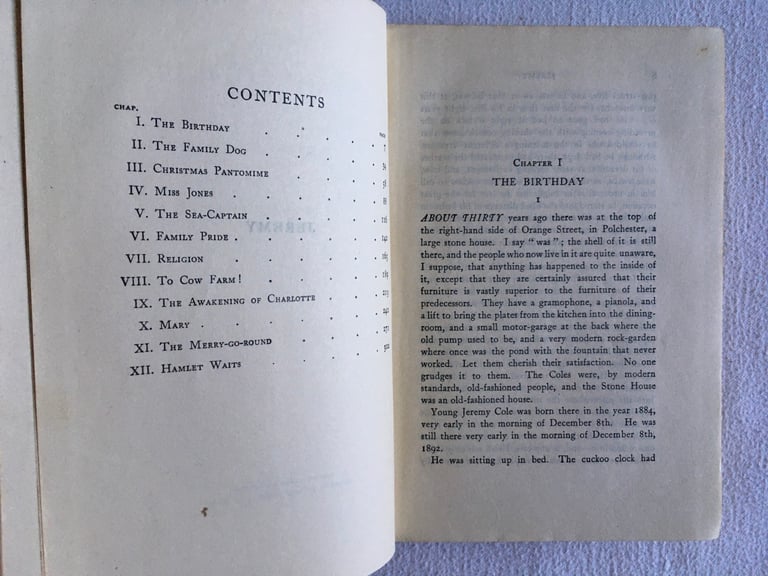 CONTENTS
CHAP.
I. The Birthday . . . . 7
II. The Family Dog . . . . 34
III. Christmas Pantomime . . . 58
IV. Miss Jones . . . . 88
V. The Sea-Captain . . . .
VI. Family Pride . . . . .
VII. Religion . . . . 165
VIII. To Cow Farm! . . . .
IX. The Awakening of Charlotte . . .
X. Mary . . . . . 242
XI. The Merry-go-round . . . 271
XII. Hamlet Waits . . . . 302
Chapter I
THE BIRTHDAY
1
ABOUT THIRTY years ago there was at the top of
the right-hand side of Orange Street, in Polchester, a
large stone house. I say “was”; the shell of it is still
there, and the people who now live in it are quite unaware,
I suppose, that anything has happened to the inside of
it, except that they are certainly assured that their
furniture is vastly superior to the furniture of their
predecessors. They have a gramophone, a pianola, and
a lift to bring the plates from the kitchen into the dining-
room, and a small motor-garage at the back where the
old pump used to be, and a very modern rock-garden
where once was the pond with the fountain that never
worked. Let them cherish their satisfaction. No one
grudges it to them. The Coles were, by modern
standards, old-fashioned people, and the Stone House
was an old-fashioned house.
Young Jeremy Cole was born there in the year 1884,
very early in the morning of December 8th. He was
still there very early in the morning of December 8th,
1892.
He was sitting up in bed. The cuckoo clock had